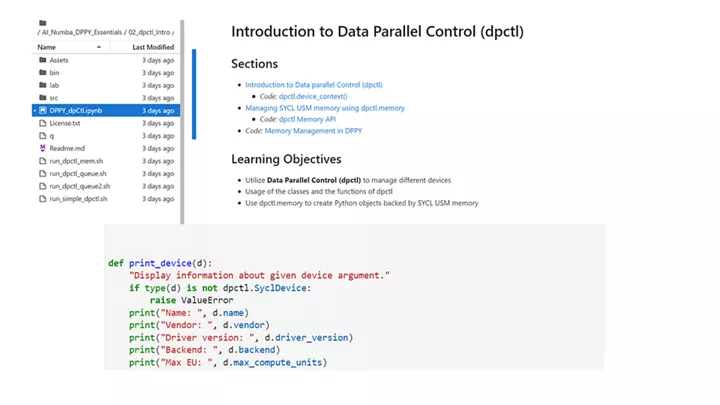 / AI_Numba_DPPY_Essentials / 02_dpctl_Intro /
Name Last Modified
Assets 3 days ago
bin 3 days ago
lab 3 days ago
src 3 days ago
DPPY_dpCtl.ipynb 3 days ago
License.txt 3 days ago
q 3 days ago
Readme.md 3 days ago
run_dpctl_mem.sh 3 days ago
run_dpctl_queue.sh 3 days ago
run_dpctl_queue2.sh 3 days ago
run_simple_dpctl.sh 3 days ago
Introduction to Data Parallel Control (dpctl)
Sections
Introduction to Data parallel Control (dpctl)
Code: dpctl.device_context()
Managing SYCL USM memory using dpctl.memory
Code: dpctl Memory API
Code: Memory Management in DPPY
Learning Objectives
Utilize Data Parallel Control (dpctl) to manage different devices
Usage of the classes and the functions of dpctl
Use dpctl.memory to create Python objects backed by SYCL USM memory
def print_device(d):
"Display information about given device argument."
if type(d) is not dpctl.SyclDevice:
raise ValueError
print("Name: ", d.name)
print("Vendor: ", d.vendor)
print("Driver version: ", d.driver_version)
print("Backend: ", d.backend)
print("Max EU: ", d.max_compute_units)